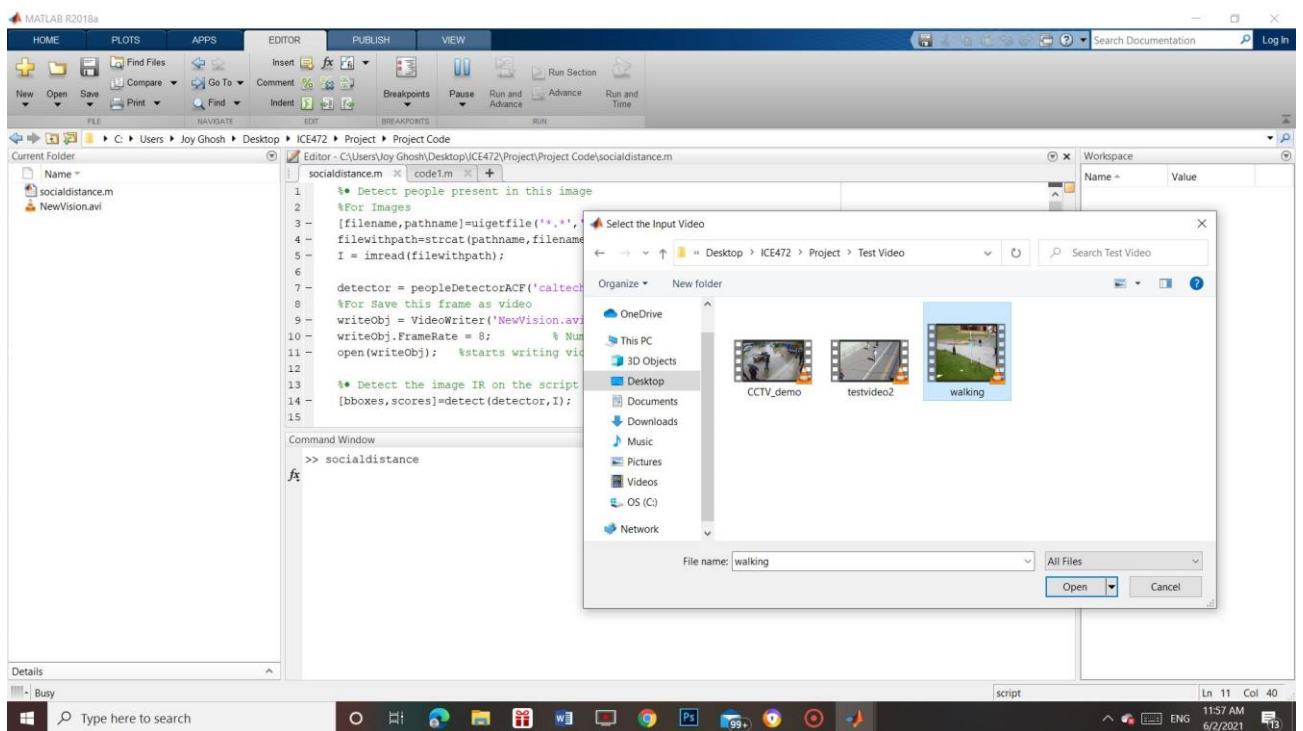 MATLAB R2018a
HOME PLOTS APPS EDITOR PUBLISH VIEW
Search Documentation Log In
New Open Save
Find Files
Compare
Print
Go To
Find
Insert
Comment
Indent
Breakpoints
Pause
Run and Advance
Run Section
Advance
Run and Time
FILE NAVIGATE EDIT BREAKPOINTS RUN
C: Users Joy Ghosh Desktop ICE472 Project Project Code
Current Folder
Name
socialdistance.m
NewVision.avi
Details
Editor - C:\Users\Joy Ghosh\Desktop\ICE472\Project\Project Code\socialdistance.m
socialdistance.m code1.m
1 %● Detect people present in this image
2 %For Images
3 - [filename,pathname]=uigetfile('*.*','
4 - filewithpath=strcat(pathname,filename
5 - I = imread(filewithpath);
6
7 - detector = peopleDetectorACF('caltech
8 %For Save this frame as video
9 - writeObj = VideoWriter('NewVision.avi
10 - writeObj.FrameRate = 8; % Num
11 - open(writeObj); %starts writing vid
12
13 %● Detect the image IR on the script
14 - [bboxes,scores]=detect(detector,I);
15
Command Window
>> socialdistance
fx
Workspace
Name Value
Select the Input Video
« Desktop > ICE472 > Project > Test Video
Search Test Video
Organize New folder
OneDrive
This PC
3D Objects
Desktop
Documents
Downloads
Music
Pictures
Videos
OS (C:)
Network
CCTV_demo testvideo2 walking
File name: walking
All Files
Open Cancel
Busy
script Ln 11 Col 40
Type here to search
Ps
99+
ENG
11:57 AM
6/2/2021
13